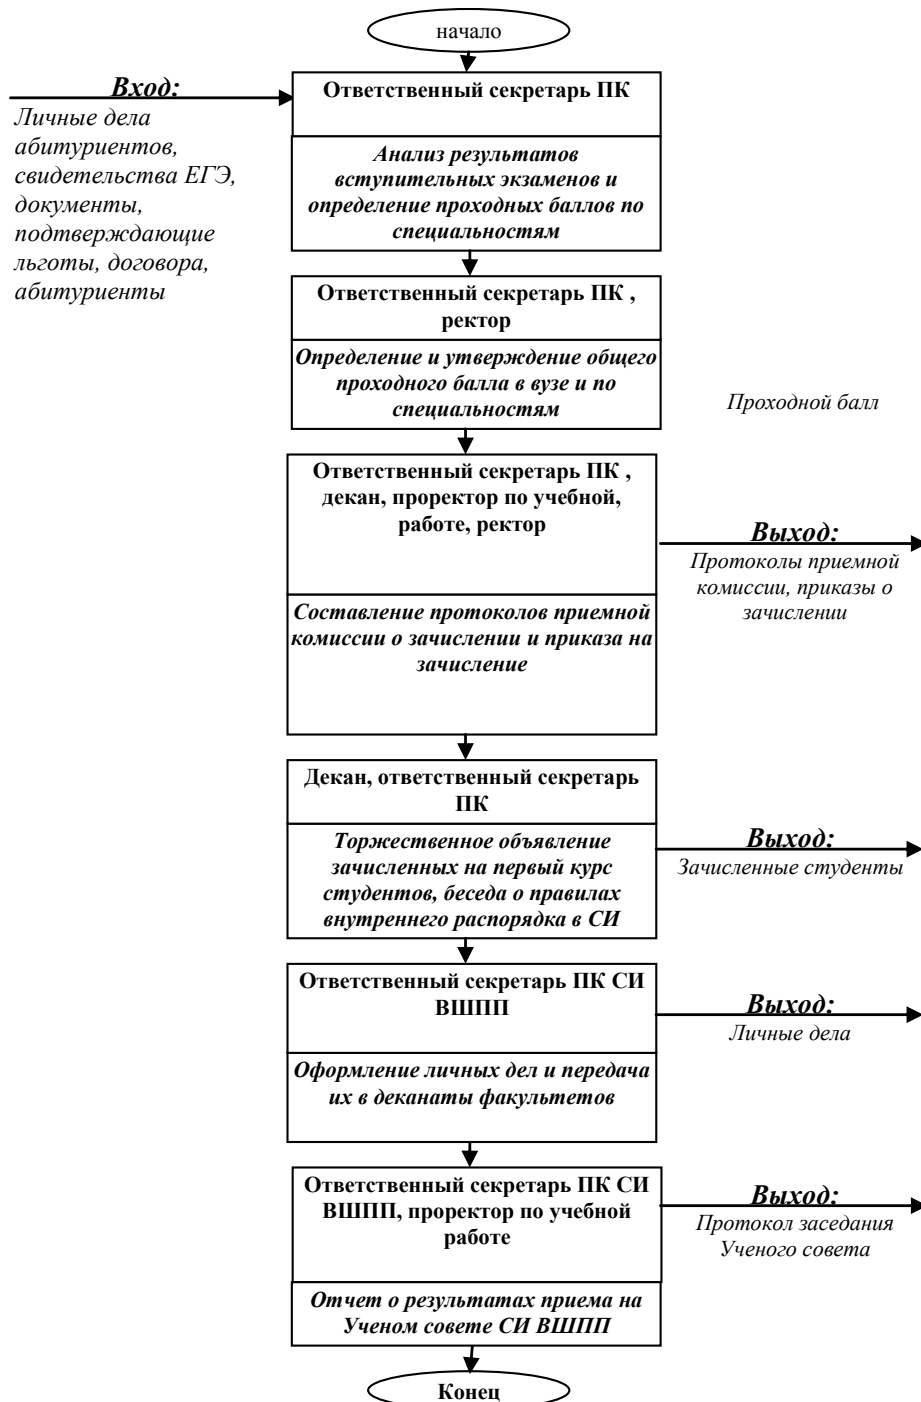 начало
Вход:
Личные дела
абитуриентов,
свидетельства ЕГЭ,
документы,
подтверждающие
льготы, договора,
абитуриенты
Ответственный секретарь ПК
Анализ результатов
вступительных экзаменов и
определение проходных баллов по
специальностям
Ответственный секретарь ПК ,
ректор
Определение и утверждение общего
проходного балла в вузе и по
специальностям
Проходной балл
Ответственный секретарь ПК ,
декан, проректор по учебной,
работе, ректор
Выход:
Протоколы приемной
комиссии, приказы о
зачислении
Составление протоколов приемной
комиссии о зачислении и приказа на
зачисление
Декан, ответственный секретарь
ПК
Торжественное объявление
зачисленных на первый курс
студентов, беседа о правилах
внутреннего распорядка в СИ
Выход:
Зачисленные студенты
Ответственный секретарь ПК СИ
ВШПП
Выход:
Личные дела
Оформление личных дел и передача
их в деканаты факультетов
Ответственный секретарь ПК СИ
ВШПП, проректор по учебной
работе
Выход:
Протокол заседания
Ученого совета
Отчет о результатах приема на
Ученом совете СИ ВШПП
Конец